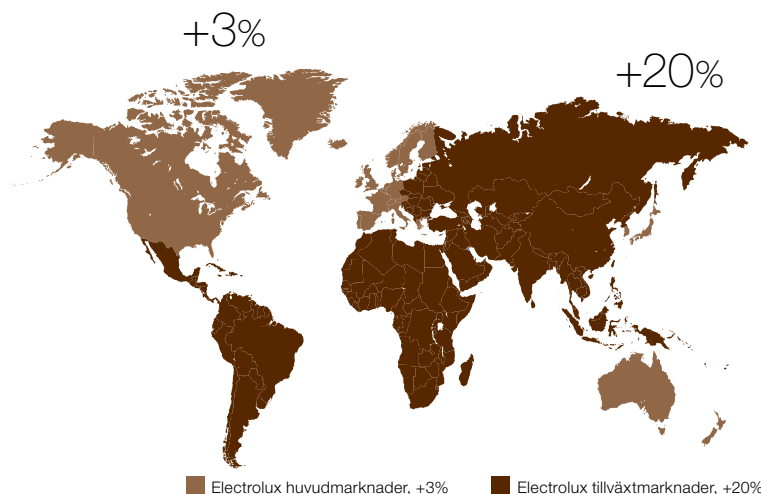 +3%
+20%
Electrolux huvudmarknader, +3%
Electrolux tillväxtmarknader, +20%